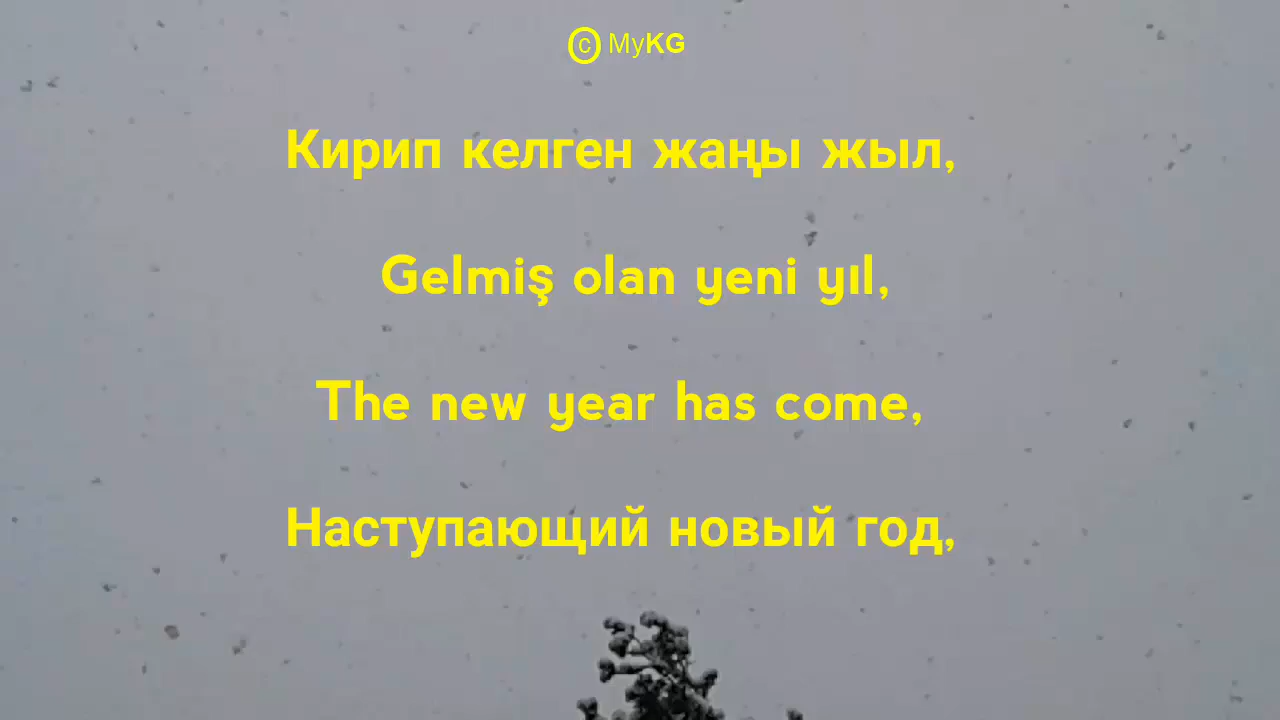 © MyKG
Кирип келген жаңы жыл,
Gelmiş olan yeni yıl,
The new year has come,
Наступающий новый год,